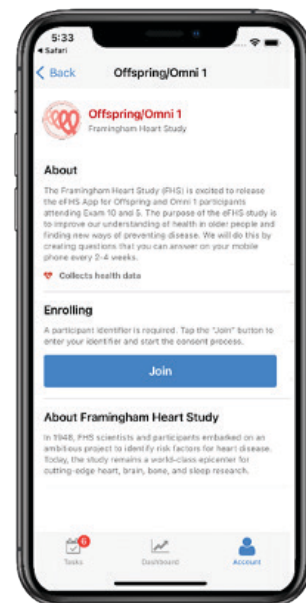 5:33
Safari
Back
Offspring/Omni 1
Offspring/Omni 1
Framingham Heart Study
About
The Framingham Heart Study (FHS) is excited to release
the eFHS App for Offspring and Omni 1 participants
attending Exam 10 and 5. The purpose of the eFHS study is
to improve our understanding of health in older people and
finding new ways of preventing disease. We will do this by
creating questions that you can answer on your mobile
phone every 2-4 weeks.
Collects health data
Enrolling
A participant identifier is required. Tap the "Join" button to
enter your identifier and start the consent process.
Join
About Framingham Heart Study
In 1948, FHS scientists and participants embarked on an
ambitious project to identify risk factors for heart disease.
Today, the study remains a world-class epicenter for
cutting-edge heart, brain, bone, and sleep research.
6
Tasks
Dashboard
Account